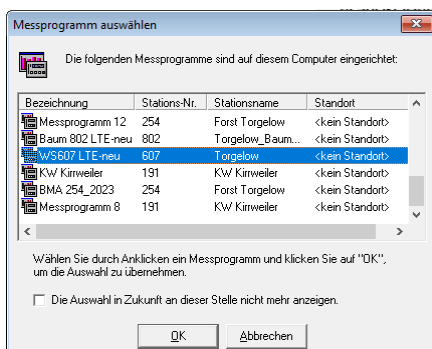 Messprogramm auswählen
Die folgenden Messprogramme sind auf diesem Computer eingerichtet:
Bezeichnung Stations-Nr. Stationsname Standort
Messprogramm 12 254 Forst Torgelow <kein Standort>
Baum 802 LTE-neu 802 Torgelow_Baum... <kein Standort>
WS607 LTE-neu 607 Torgelow <kein Standort>
KW Kirrweiler 191 KW Kirrweiler <kein Standort>
BMA 254_2023 254 Forst Torgelow <kein Standort>
Messprogramm 8 191 KW Kirrweiler <kein Standort>
Wählen Sie durch Anklicken ein Messprogramm und klicken Sie auf "OK",
um die Auswahl zu übernehmen.
Die Auswahl in Zukunft an dieser Stelle nicht mehr anzeigen.
OK Abbrechen